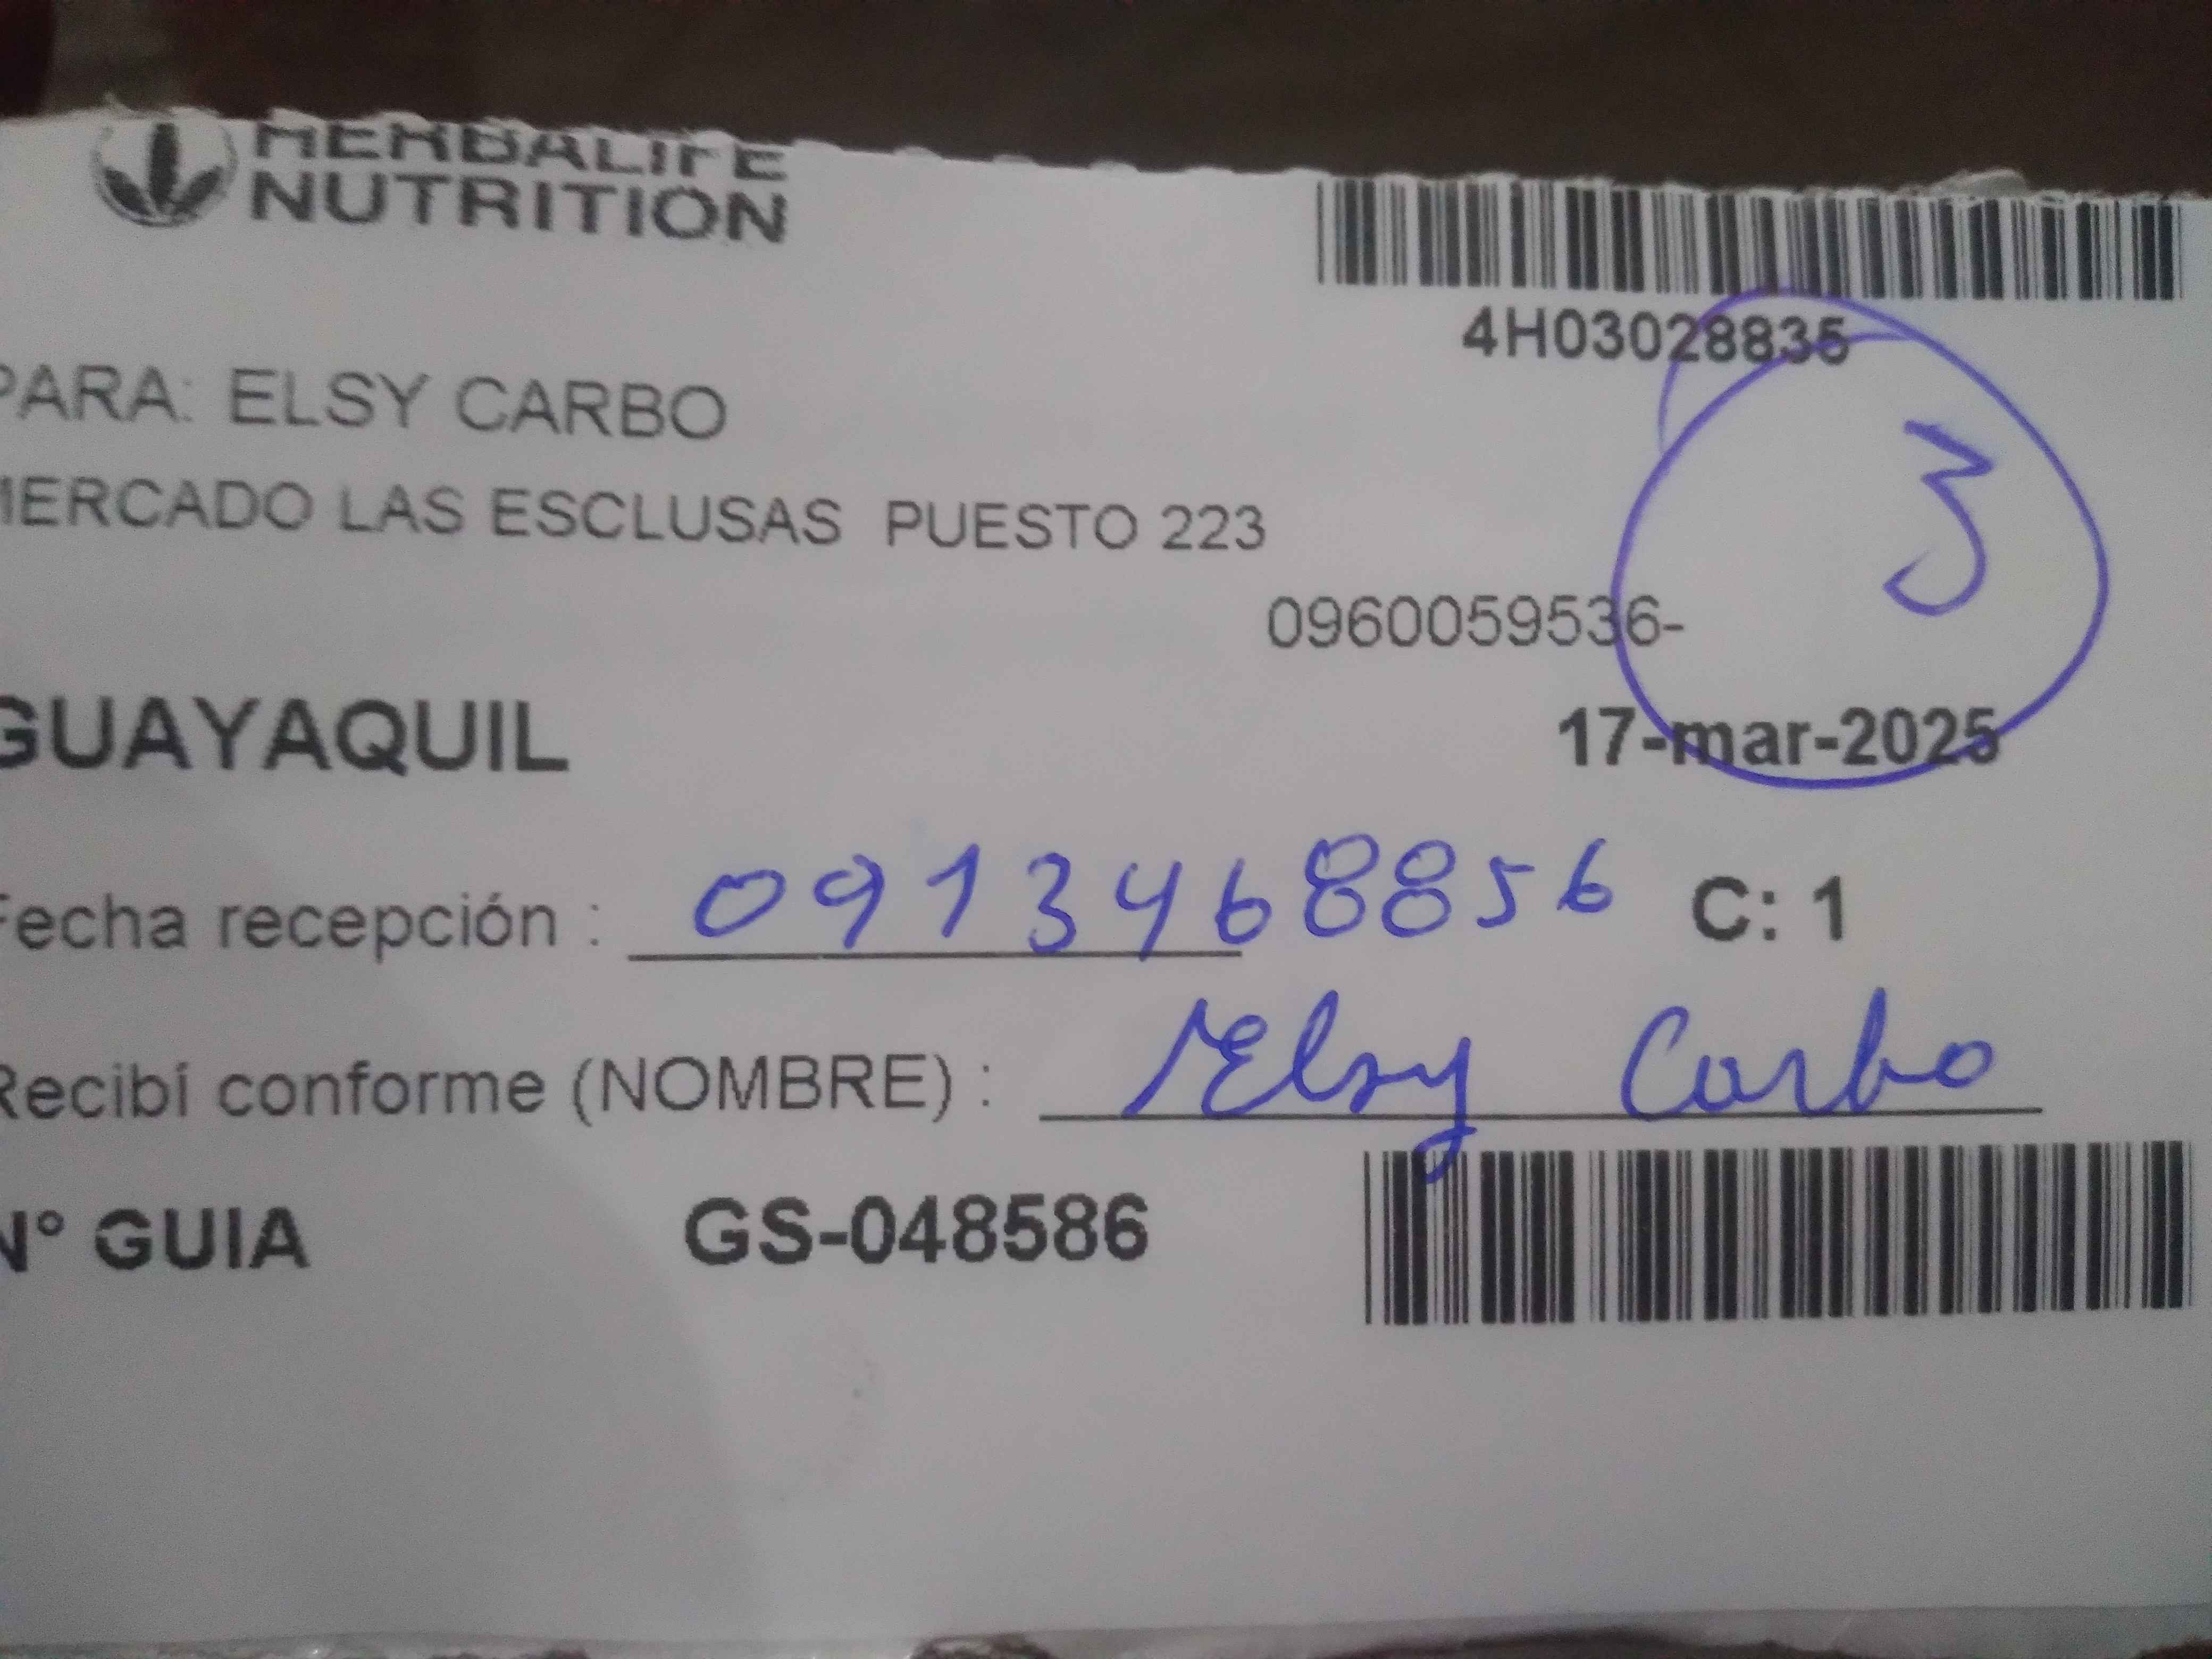 HERBALIFE
NUTRITION
4H03028835
PARA: ELSY CARBO
3
MERCADO LAS ESCLUSAS PUESTO 223
0960059536-
GUAYAQUIL
17-mar-2025
Fecha recepción : 0913468856 C: 1
Recibí conforme (NOMBRE) : Elsy Carbo
N° GUIA GS-048586